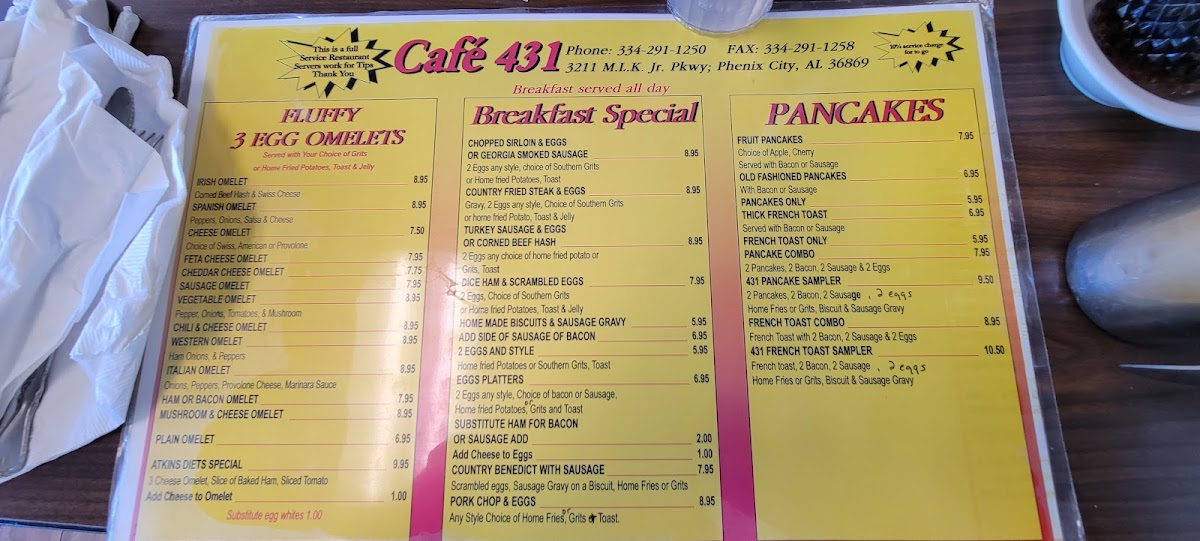 This is a full
Service Restaurant
Servers work for Tips
Thank You
Café 431
Phone: 334-291-1250 FAX: 334-291-1258
3211 M.L.K. Jr. Pkwy; Phenix City, AL 36869
10% service charge
for to go
Breakfast served all day
FLUFFY
3 EGG OMELETS
Served with Your Choice of Grits
or Home Fried Potatoes, Toast & Jelly
IRISH OMELET 8.95
Corned Beef Hash & Swiss Cheese
SPANISH OMELET 8.95
Peppers, Onions, Salsa & Cheese
CHEESE OMELET 7.50
Choice of Swiss, American or Provolone
FETA CHEESE OMELET 7.95
CHEDDAR CHEESE OMELET 7.75
SAUSAGE OMELET 7.95
VEGETABLE OMELET 8.95
Pepper, Onions, Tomatoes, & Mushroom
CHILI & CHEESE OMELET 8.95
WESTERN OMELET 8.95
Ham Onions, & Peppers
ITALIAN OMELET 8.95
Onions, Peppers, Provolone Cheese, Marinara Sauce
HAM OR BACON OMELET 7.95
MUSHROOM & CHEESE OMELET 8.95
PLAIN OMELET 6.95
ATKINS DIETS SPECIAL 9.95
3 Cheese Omelet, Slice of Baked Ham, Sliced Tomato
Add Cheese to Omelet 1.00
Substitute egg whites 1.00
Breakfast Special
CHOPPED SIRLOIN & EGGS
OR GEORGIA SMOKED SAUSAGE 8.95
2 Eggs any style, choice of Southern Grits
or Home fried Potatoes, Toast
COUNTRY FRIED STEAK & EGGS 8.95
Gravy, 2 Eggs any style, Choice of Southern Grits
or home fried Potato, Toast & Jelly
TURKEY SAUSAGE & EGGS
OR CORNED BEEF HASH 8.95
2 Eggs any choice of home fried potato or
Grits, Toast
DICE HAM & SCRAMBLED EGGS 7.95
2 Eggs, Choice of Southern Grits
or Home fried Potatoes, Toast & Jelly
HOME MADE BISCUITS & SAUSAGE GRAVY 5.95
ADD SIDE OF SAUSAGE OF BACON 6.95
2 EGGS AND STYLE 5.95
Home fried Potatoes or Southern Grits, Toast
EGGS PLATTERS 6.95
2 Eggs any style, Choice of bacon or Sausage,
Home fried Potatoes, or Grits and Toast
SUBSTITUTE HAM FOR BACON
OR SAUSAGE ADD 2.00
Add Cheese to Eggs 1.00
COUNTRY BENEDICT WITH SAUSAGE 7.95
Scrambled eggs, Sausage Gravy on a Biscuit, Home Fries or Grits
PORK CHOP & EGGS 8.95
Any Style Choice of Home Fries, or Grits & Toast.
PANCAKES
FRUIT PANCAKES 7.95
Choice of Apple, Cherry
Served with Bacon or Sausage
OLD FASHIONED PANCAKES 6.95
With Bacon or Sausage
PANCAKES ONLY 5.95
THICK FRENCH TOAST 6.95
Served with Bacon or Sausage
FRENCH TOAST ONLY 5.95
PANCAKE COMBO 7.95
2 Pancakes, 2 Bacon, 2 Sausage & 2 Eggs
431 PANCAKE SAMPLER 9.50
2 Pancakes, 2 Bacon, 2 Sausage, 2 eggs
Home Fries or Grits, Biscuit & Sausage Gravy
FRENCH TOAST COMBO 8.95
French Toast with 2 Bacon, 2 Sausage & 2 Eggs
431 FRENCH TOAST SAMPLER 10.50
French toast, 2 Bacon, 2 Sausage, 2 eggs
Home Fries or Grits, Biscuit & Sausage Gravy